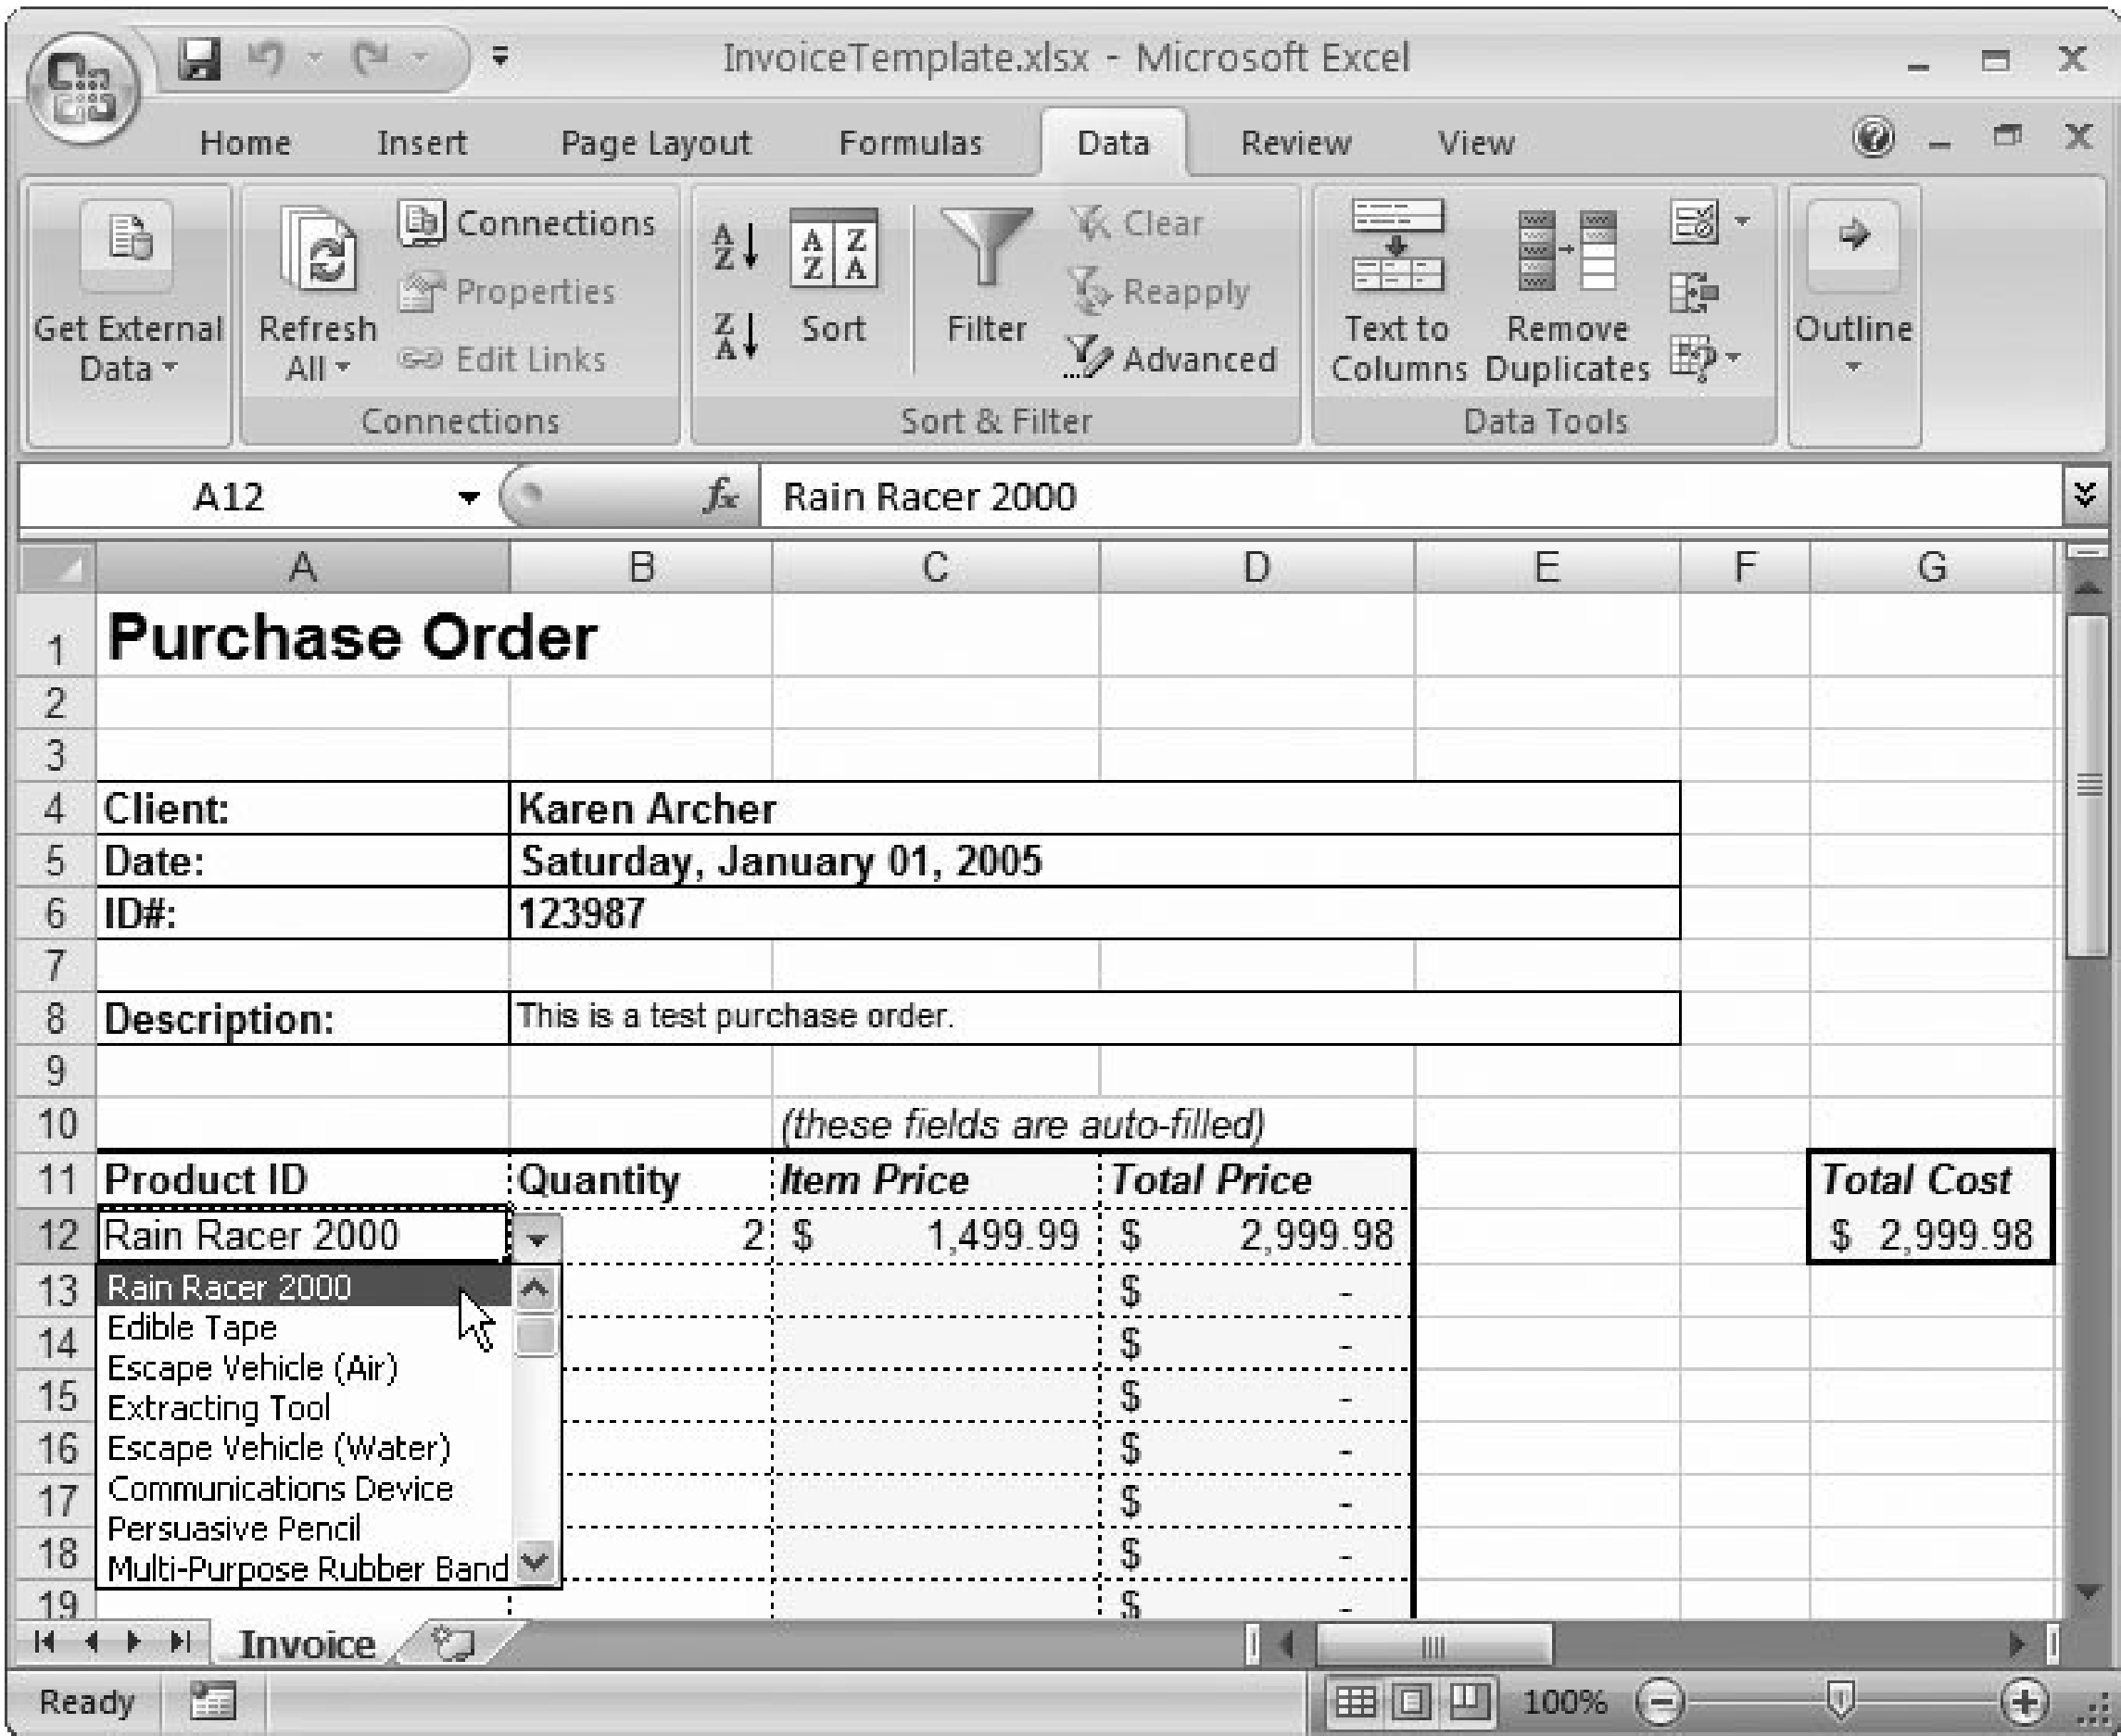 InvoiceTemplate.xlsx - Microsoft Excel
Home Insert Page Layout Formulas Data Review View
Get External Data
Refresh All
Connections
Properties
Edit Links
Connections
Sort
Filter
Clear
Reapply
Advanced
Sort & Filter
Text to Columns
Remove Duplicates
Data Tools
Outline
A12 fx Rain Racer 2000
A B C D E F G
1 Purchase Order
2
3
4 Client: Karen Archer
5 Date: Saturday, January 01, 2005
6 ID#: 123987
7
8 Description: This is a test purchase order.
9
10 (these fields are auto-filled)
11 Product ID Quantity Item Price Total Price Total Cost
12 Rain Racer 2000 2 $ 1,499.99 $ 2,999.98 $ 2,999.98
13 Rain Racer 2000 $ -
Edible Tape
14 $ -
Escape Vehicle (Air)
15 Extracting Tool $ -
16 Escape Vehicle (Water) $ -
17 Communications Device $ -
Persuasive Pencil
18 $ -
Multi-Purpose Rubber Band
19 $ -
Invoice
Ready 100%